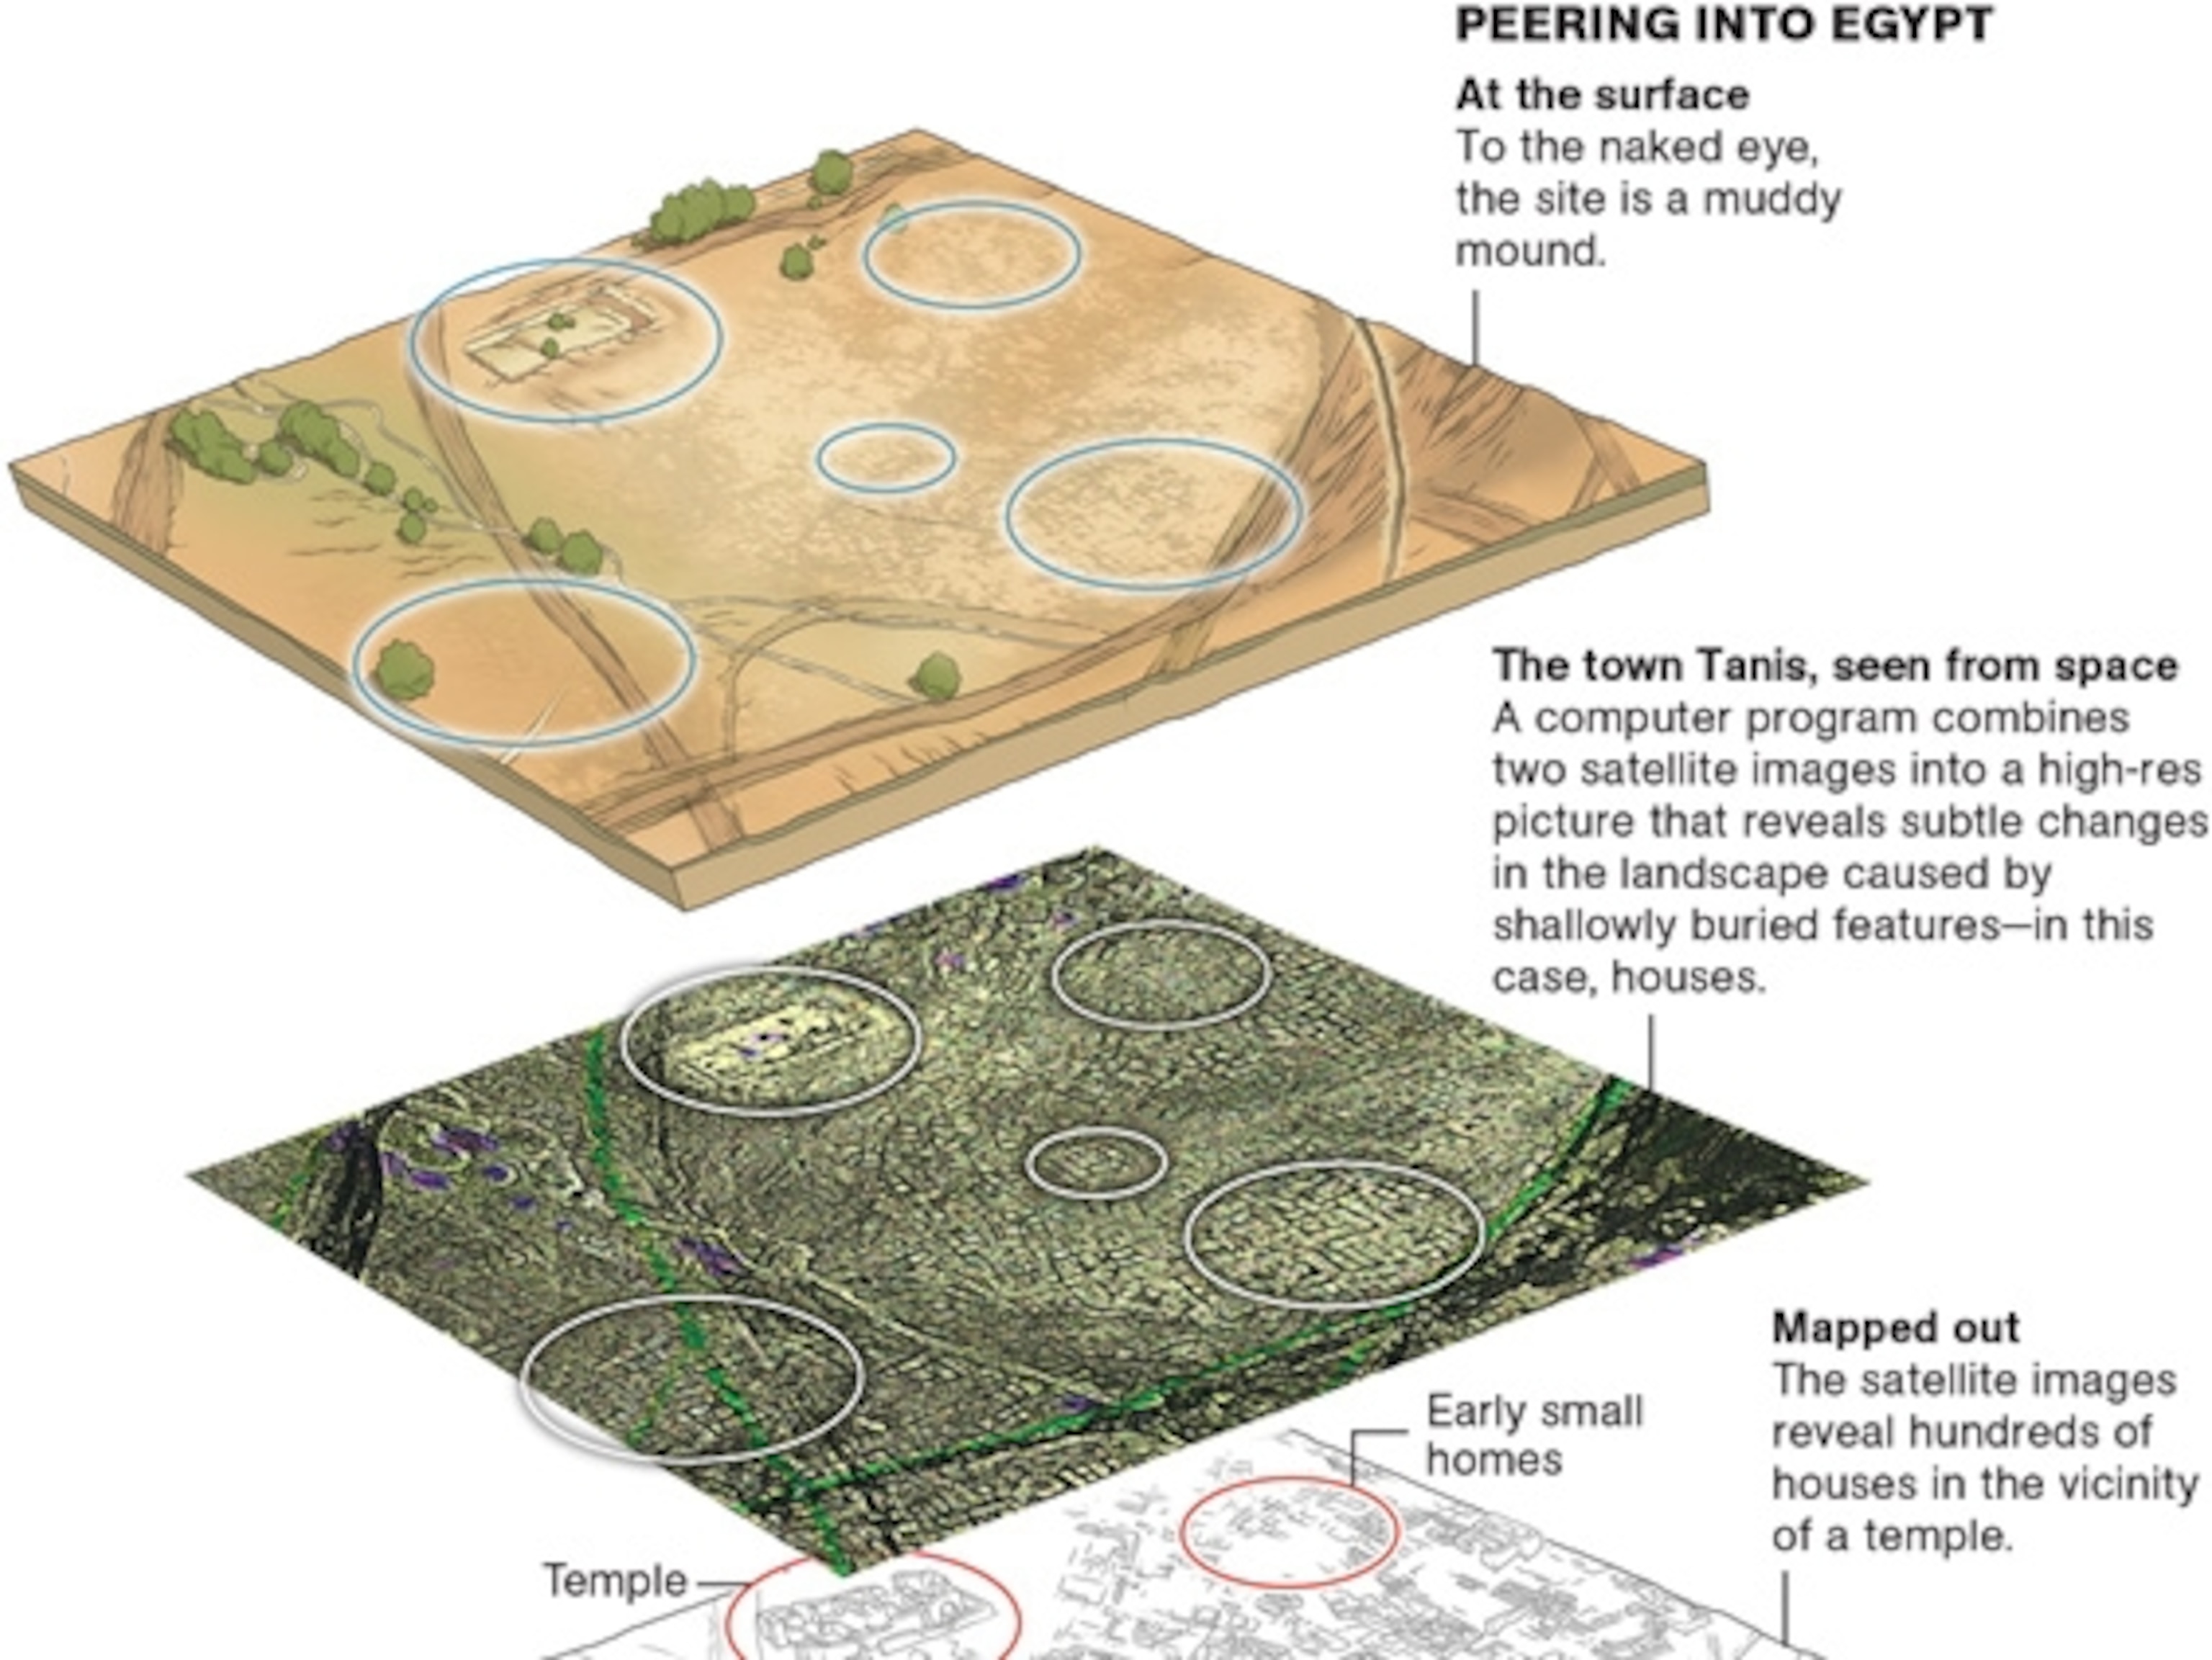 PEERING INTO EGYPT
At the surface
To the naked eye,
the site is a muddy
mound.
The town Tanis, seen from space
A computer program combines
two satellite images into a high-res
picture that reveals subtle changes
in the landscape caused by
shallowly buried features—in this
case, houses.
Mapped out
The satellite images
reveal hundreds of
houses in the vicinity
of a temple.
Early small
homes
Temple